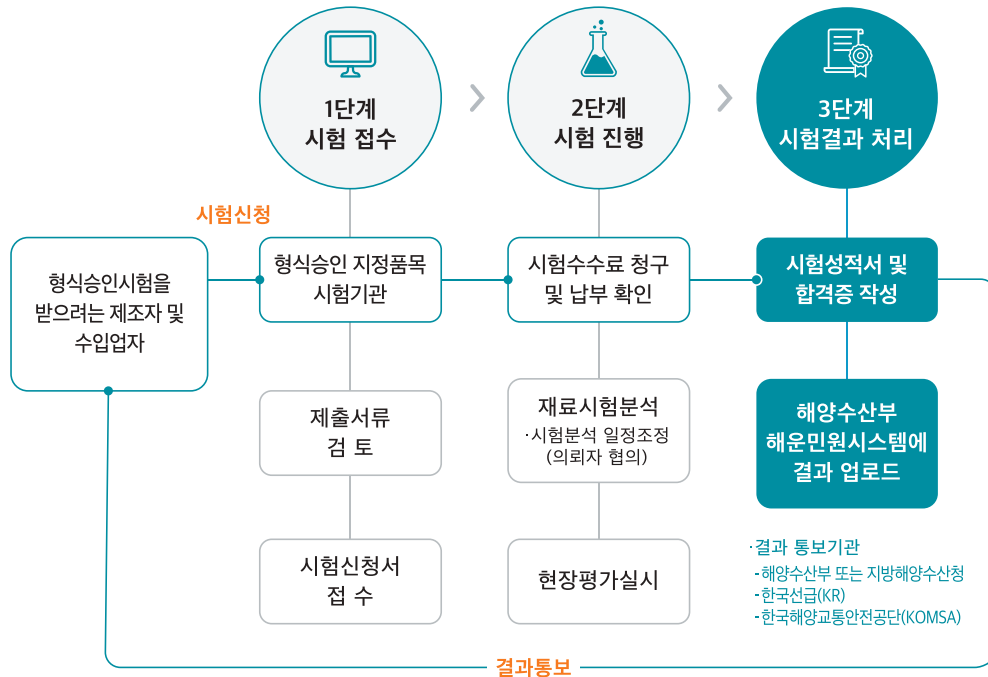 1단계
시험 접수
2단계
시험 진행
3단계
시험결과 처리
시험신청
형식승인시험을
받으려는 제조자 및
수입업자
형식승인 지정품목
시험기관
시험수수료 청구
및 납부 확인
시험성적서 및
합격증 작성
제출서류
검 토
재료시험분석
·시험분석 일정조정
(의뢰자 협의)
해양수산부
해운민원시스템에
결과 업로드
시험신청서
접 수
현장평가실시
·결과 통보기관
-해양수산부 또는 지방해양수산청
-한국선급(KR)
-한국해양교통안전공단(KOMSA)
결과통보